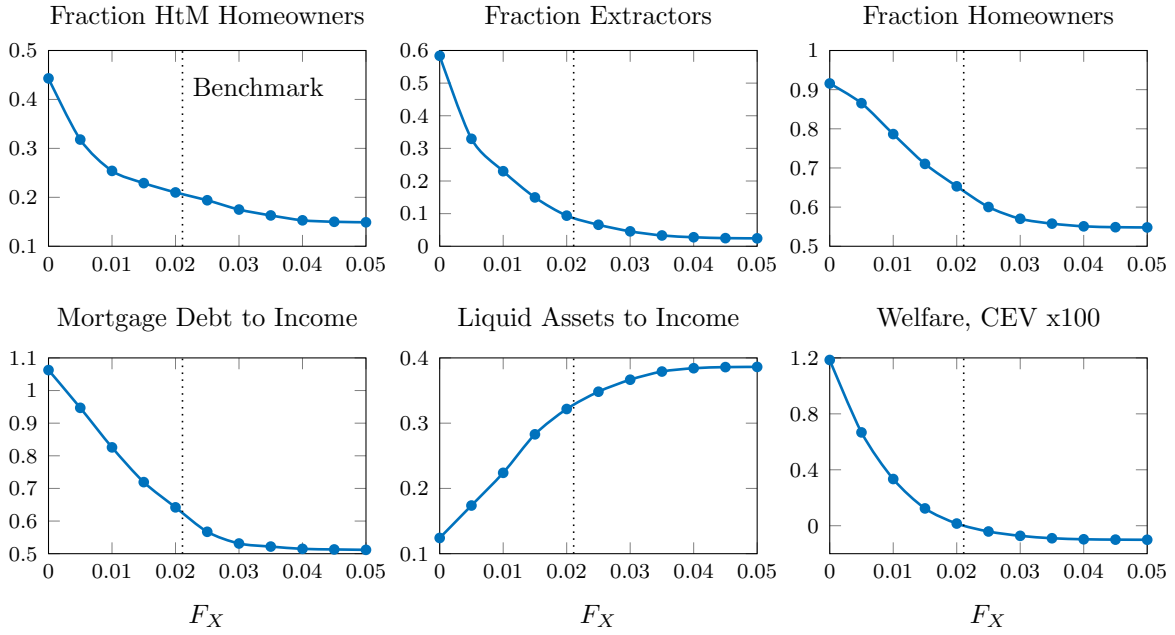 Fraction HtM Homeowners
Fraction Extractors
Fraction Homeowners
0.5
0.4
0.3
0.2
0.1
0 0.01 0.02 0.03 0.04 0.05
Benchmark
0.6
0.5
0.4
0.3
0.2
0.1
0
0 0.01 0.02 0.03 0.04 0.05
1
0.9
0.8
0.7
0.6
0.5
0 0.01 0.02 0.03 0.04 0.05
Mortgage Debt to Income
Liquid Assets to Income
Welfare, CEV x100
1.1
1
0.9
0.8
0.7
0.6
0.5
0 0.01 0.02 0.03 0.04 0.05
F_X
0.4
0.3
0.2
0.1
0 0.01 0.02 0.03 0.04 0.05
F_X
1.2
0.8
0.4
0
0 0.01 0.02 0.03 0.04 0.05
F_X